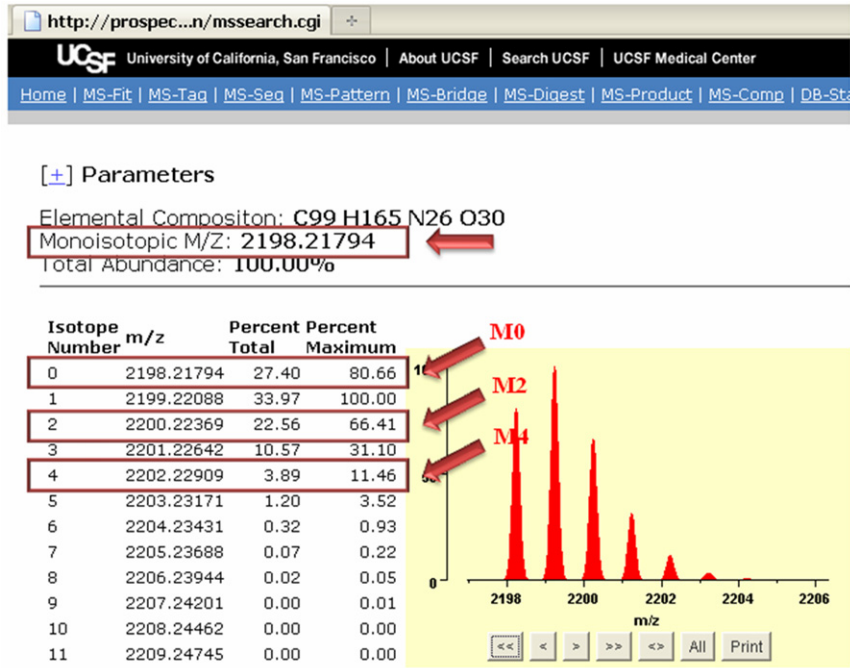 http://prospec...n/mssearch.cgi
UCSF University of California, San Francisco | About UCSF | Search UCSF | UCSF Medical Center
Home | MS-Fit | MS-Tag | MS-Seq | MS-Pattern | MS-Bridge | MS-Digest | MS-Product | MS-Comp | DB-Sta
[+] Parameters
Elemental Compositon: C99 H165 N26 O30
Monoisotopic M/Z: 2198.21794
Total Abundance: 100.00%
Isotope Number m/z Percent Total Percent Maximum
0 2198.21794 27.40 80.66
1 2199.22088 33.97 100.00
2 2200.22369 22.56 66.41
3 2201.22642 10.57 31.10
4 2202.22909 3.89 11.46
5 2203.23171 1.20 3.52
6 2204.23431 0.32 0.93
7 2205.23688 0.07 0.22
8 2206.23944 0.02 0.05
9 2207.24201 0.00 0.01
10 2208.24462 0.00 0.00
11 2209.24745 0.00 0.00
M0
M2
M4
0
2198 2200 2202 2204 2206
m/z
<< < > >> <> All Print